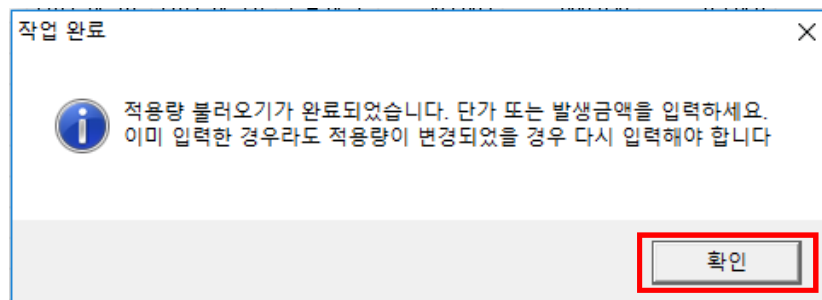 작업 완료
적용량 불러오기가 완료되었습니다. 단가 또는 발생금액을 입력하세요.
이미 입력한 경우라도 적용량이 변경되었을 경우 다시 입력해야 합니다
확인